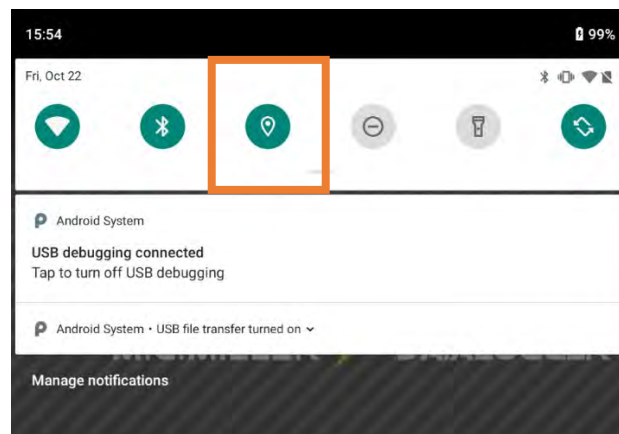 15:54 99%
Fri, Oct 22
Android System
USB debugging connected
Tap to turn off USB debugging
Android System • USB file transfer turned on
Manage notifications